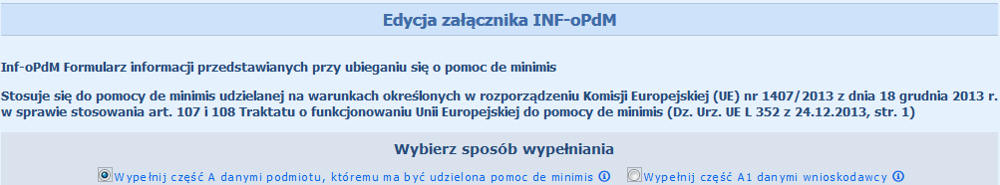 Edycja załącznika INF-oPdM
Inf-oPdM Formularz informacji przedstawianych przy ubieganiu się o pomoc de minimis
Stosuje się do pomocy de minimis udzielanej na warunkach określonych w rozporządzeniu Komisji Europejskiej (UE) nr 1407/2013 z dnia 18 grudnia 2013 r.
w sprawie stosowania art. 107 i 108 Traktatu o funkcjonowaniu Unii Europejskiej do pomocy de minimis (Dz. Urz. UE L 352 z 24.12.2013, str. 1)
Wybierz sposób wypełniania
Wypełnij część A danymi podmiotu, któremu ma być udzielona pomoc de minimis Wypełnij część A1 danymi wnioskodawcy